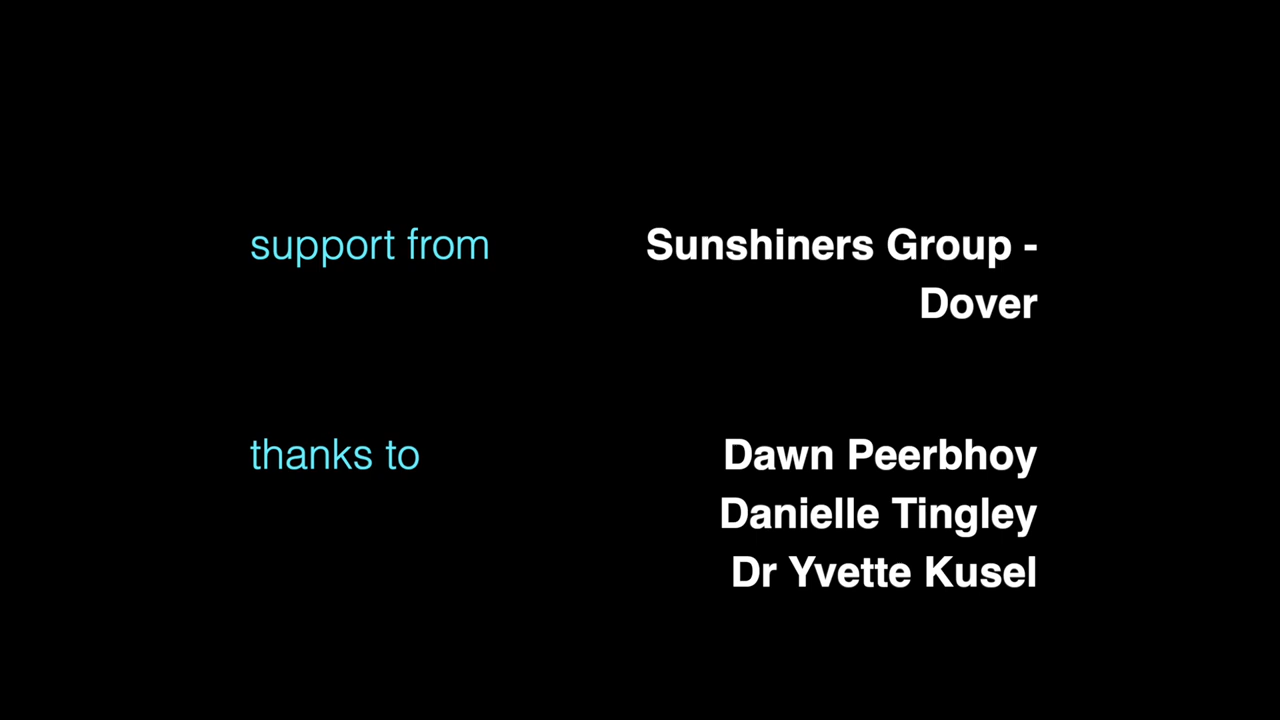 support from Sunshiners Group -
Dover
thanks to Dawn Peerbhoy
Danielle Tingley
Dr Yvette Kusel